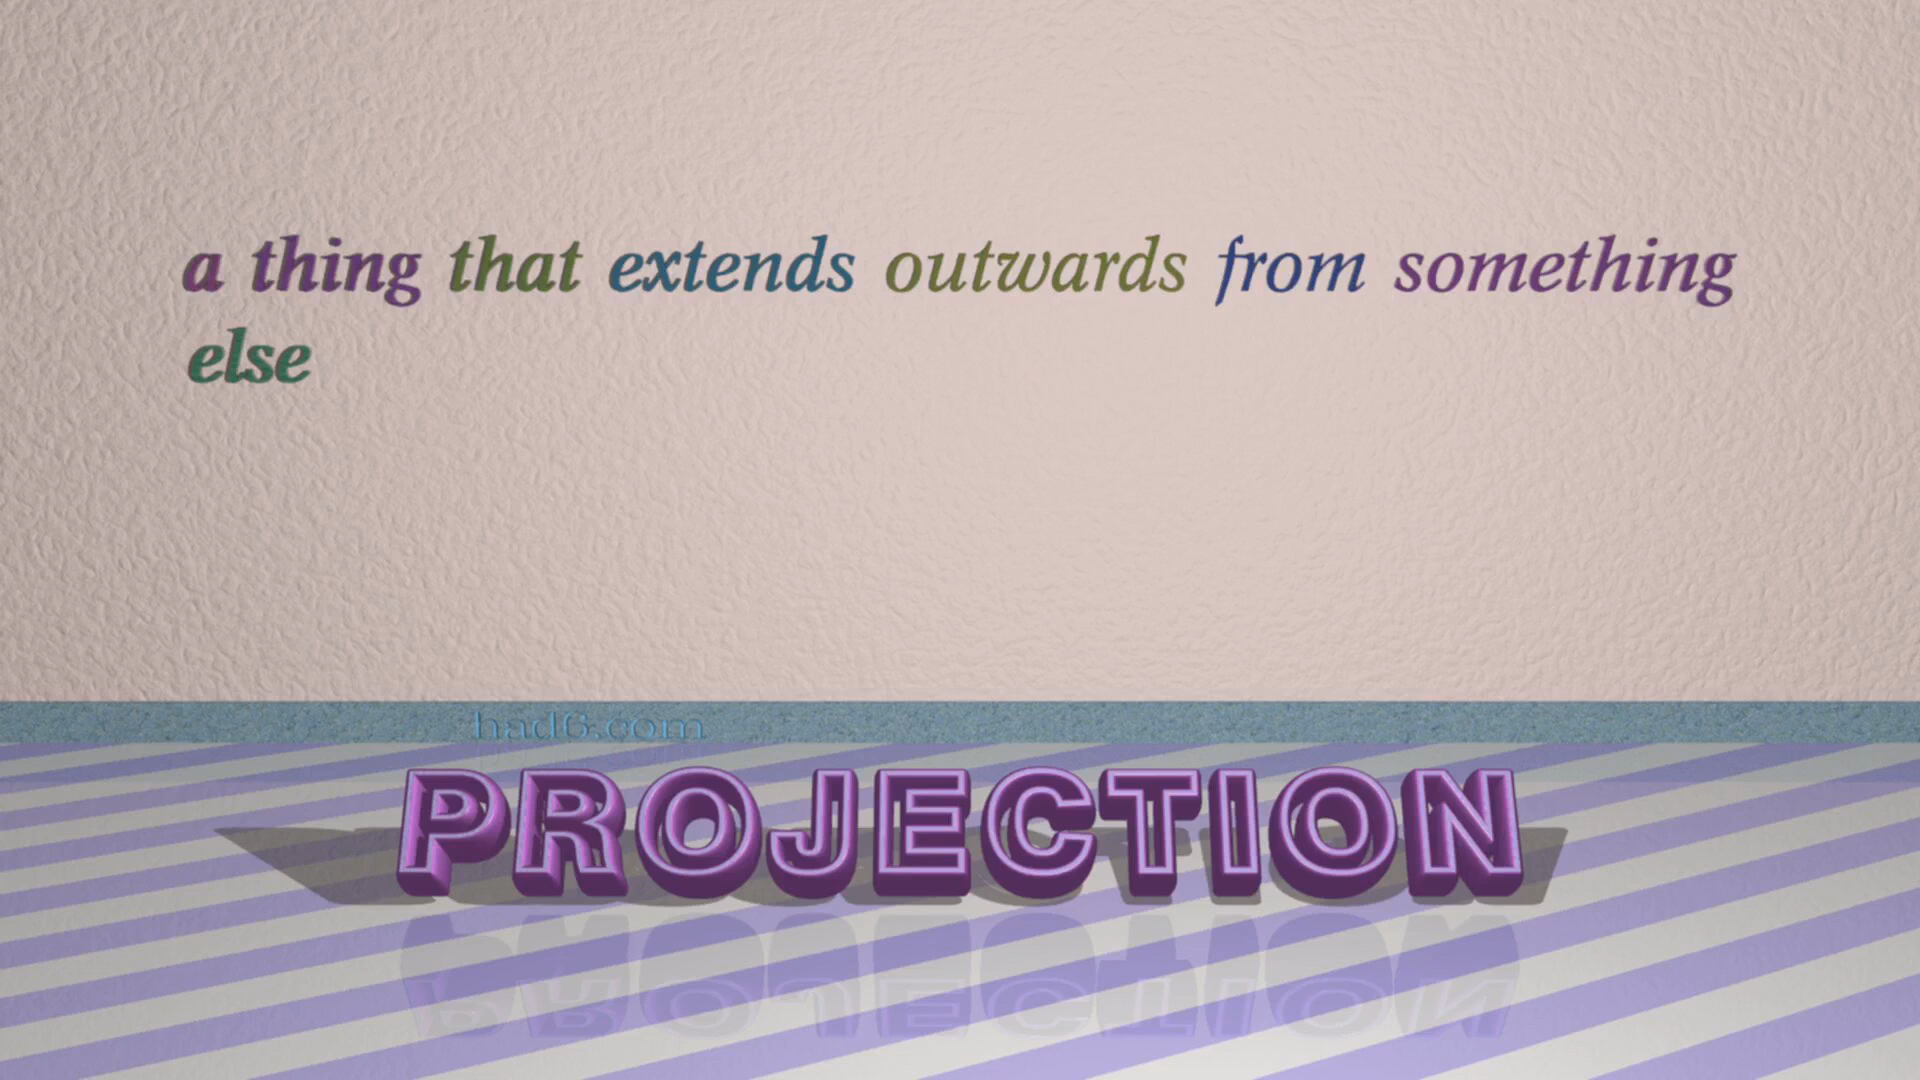 a thing that extends outwards from something
else
had6.com
PROJECTION